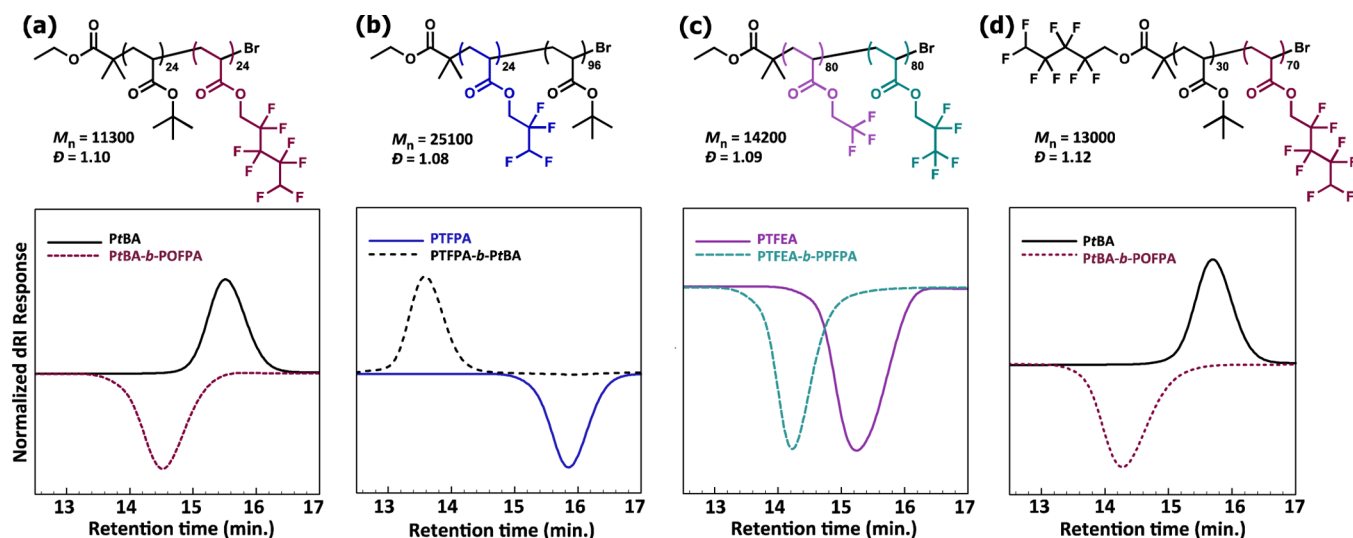 (a)
O
O
Br
24
24
O
O
O
O
F
F
F
F
F
F
F
F
Mn = 11300
Đ = 1.10
(b)
O
O
Br
24
96
O
O
O
O
F
F
F
F
Mn = 25100
Đ = 1.08
(c)
O
O
Br
80
80
O
O
O
O
F
F
F
F
F
F
F
F
Mn = 14200
Đ = 1.09
(d)
F
F
F
F
F
F
F
F
O
O
Br
30
70
O
O
O
O
F
F
F
F
F
F
F
F
Mn = 13000
Đ = 1.12
Normalized dRI Response
PtBA
PtBA-b-POFPA
13 14 15 16 17
Retention time (min.)
PTFPA
PTFPA-b-PtBA
13 14 15 16 17
Retention time (min.)
PTFEA
PTFEA-b-PPFPA
13 14 15 16 17
Retention time (min.)
PtBA
PtBA-b-POFPA
13 14 15 16 17
Retention time (min.)